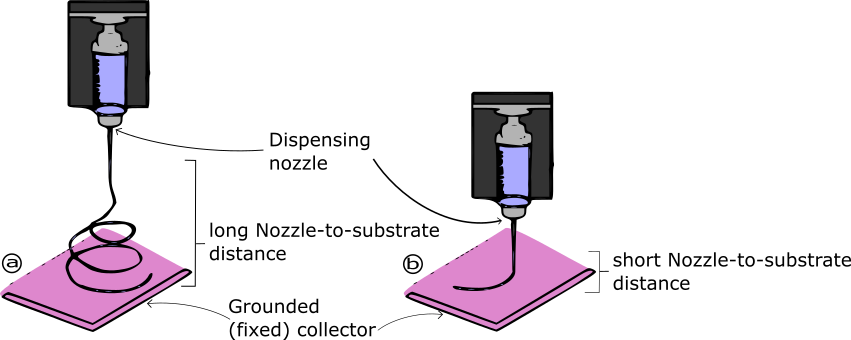 Dispensing
nozzle
long Nozzle-to-substrate
distance
ⓐ
ⓑ
short Nozzle-to-substrate
distance
Grounded
(fixed) collector